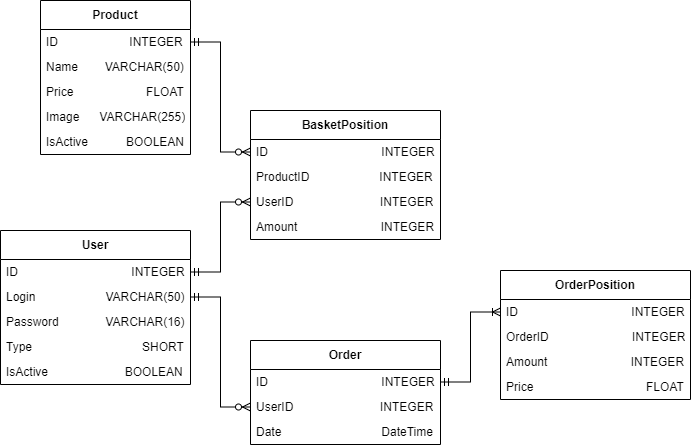 Product
ID INTEGER
Name VARCHAR(50)
Price FLOAT
Image VARCHAR(255)
IsActive BOOLEAN
BasketPosition
ID INTEGER
ProductID INTEGER
UserID INTEGER
Amount INTEGER
User
ID INTEGER
Login VARCHAR(50)
Password VARCHAR(16)
Type SHORT
IsActive BOOLEAN
Order
ID INTEGER
UserID INTEGER
Date DateTime
OrderPosition
ID INTEGER
OrderID INTEGER
Amount INTEGER
Price FLOAT